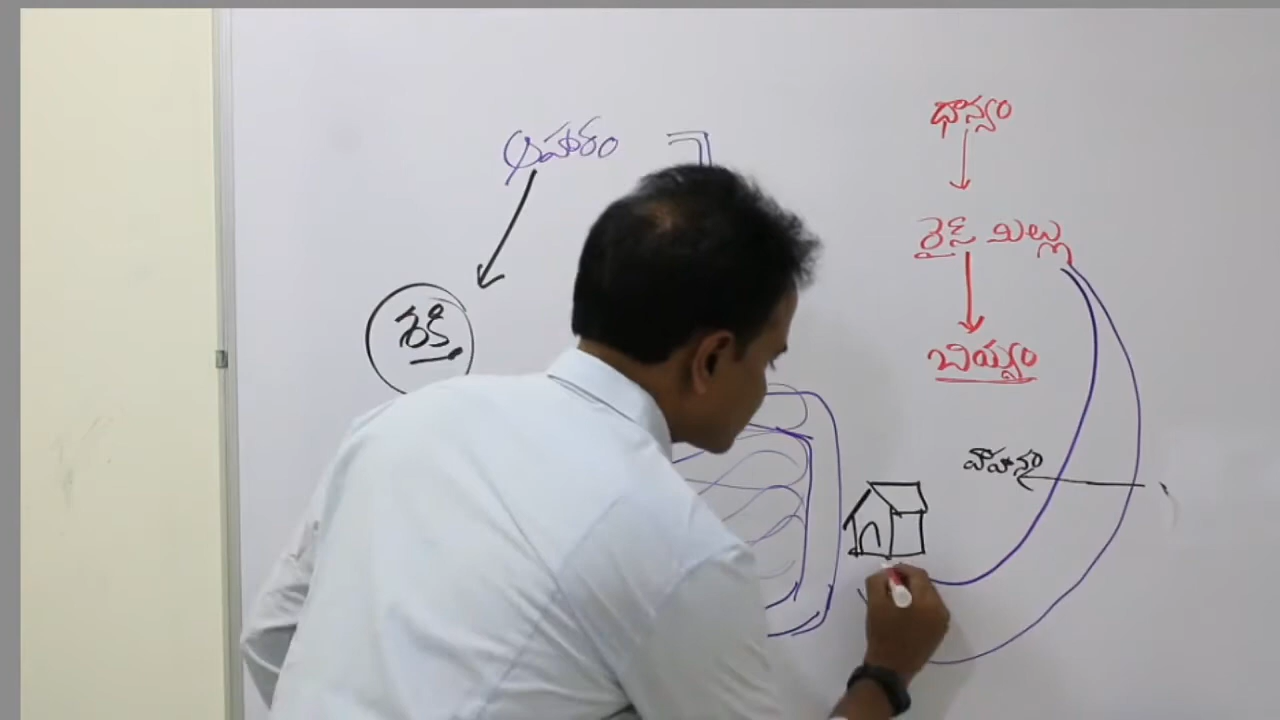 ఆహారం
శక్తి
ధాన్యం
రైస్ మిల్లు
బియ్యం
వాహనం